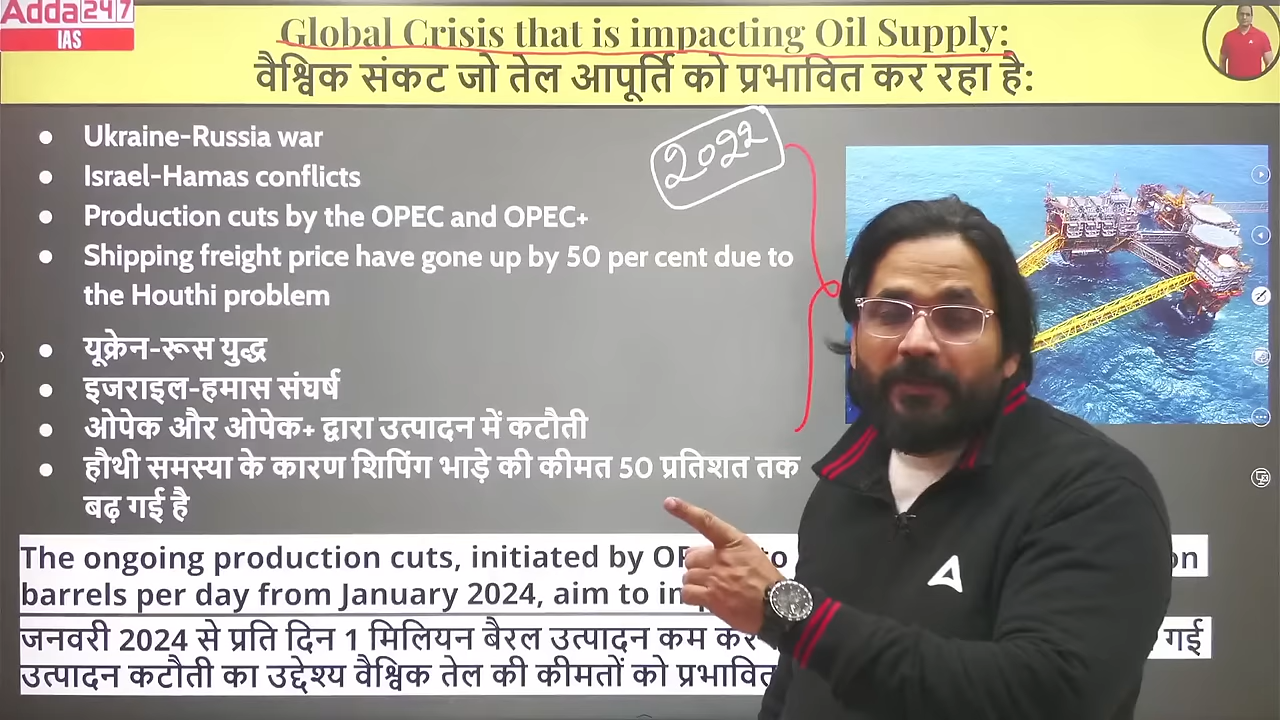 Adda247
IAS
Global Crisis that is impacting Oil Supply:
वैश्विक संकट जो तेल आपूर्ति को प्रभावित कर रहा है:
2022
Ukraine-Russia war
Israel-Hamas conflicts
Production cuts by the OPEC and OPEC+
Shipping freight price have gone up by 50 per cent due to
the Houthi problem
यूक्रेन-रूस युद्ध
इजराइल-हमास संघर्ष
ओपेक और ओपेक+ द्वारा उत्पादन में कटौती
हौथी समस्या के कारण शिपिंग भाड़े की कीमत 50 प्रतिशत तक
बढ़ गई है
The ongoing production cuts, initiated by to on
barrels per day from January 2024, aim to
जनवरी 2024 से प्रति दिन 1 मिलियन बैरल उत्पादन कम गई
उत्पादन कटौती का उद्देश्य वैश्विक तेल की कीमतों को प्रभावित